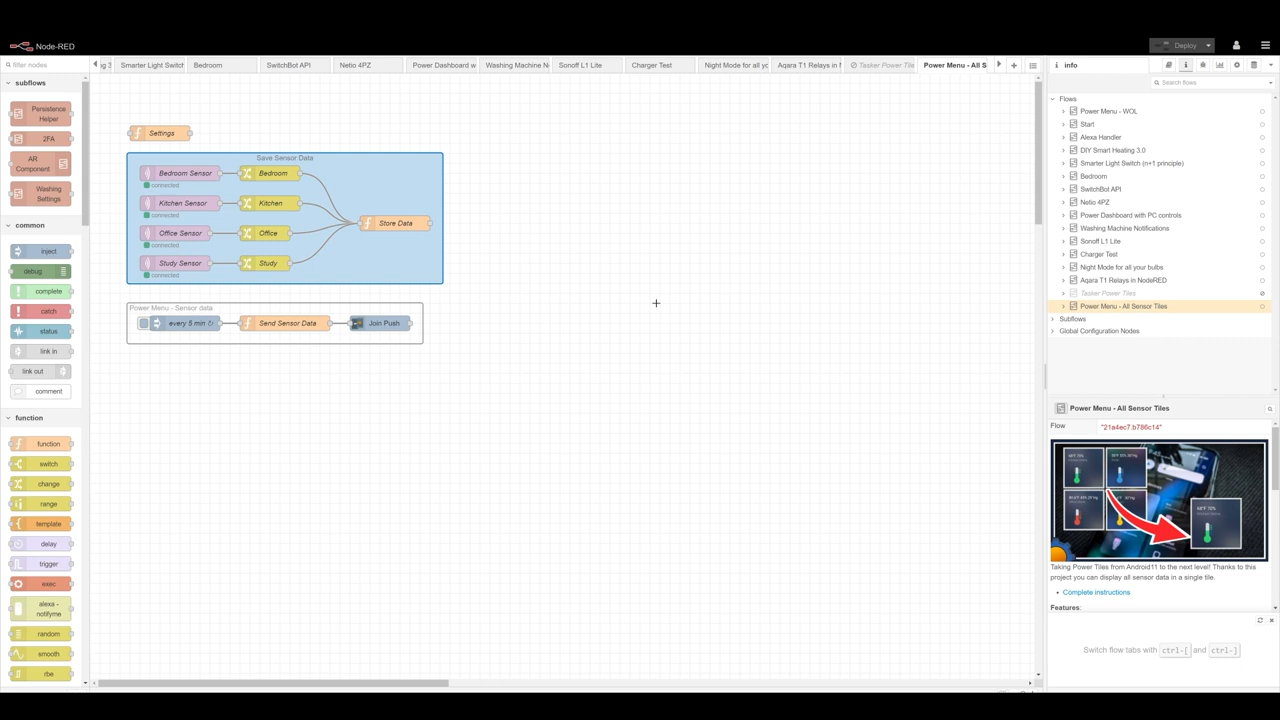 Node-RED
Deploy
filter nodes
ng 3
Smarter Light Switch
Bedroom
SwitchBot API
Netio 4PZ
Power Dashboard w
Washing Machine N
Sonoff L1 Lite
Charger Test
Night Mode for all yo
Aqara T1 Relays in N
Tasker Power Tile
Power Menu - All S
i info
Search flows
subflows
Persistence
Helper
2FA
AR
Component
Washing
Settings
common
inject
debug
complete
catch
status
link in
link out
comment
function
function
switch
change
range
template
delay
trigger
exec
alexa -
notifyme
random
smooth
rbe
Settings
Save Sensor Data
Bedroom Sensor
Bedroom
connected
Kitchen Sensor
Kitchen
connected
Store Data
Office Sensor
Office
connected
Study Sensor
Study
connected
Power Menu - Sensor data
every 5 min ↻
Send Sensor Data
Join Push
Flows
Power Menu - WOL
Start
Alexa Handler
DIY Smart Heating 3.0
Smarter Light Switch (n+1 principle)
Bedroom
SwitchBot API
Netio 4PZ
Power Dashboard with PC controls
Washing Machine Notifications
Sonoff L1 Lite
Charger Test
Night Mode for all your bulbs
Aqara T1 Relays in NodeRED
Tasker Power Tiles
Power Menu - All Sensor Tiles
Subflows
Global Configuration Nodes
Power Menu - All Sensor Tiles
Flow
"21a4ec7.b786c14"
Taking Power Tiles from Android11 to the next level! Thanks to this
project you can display all sensor data in a single tile.
• Complete instructions
Features:
Switch flow tabs with ctrl-[ and ctrl-]